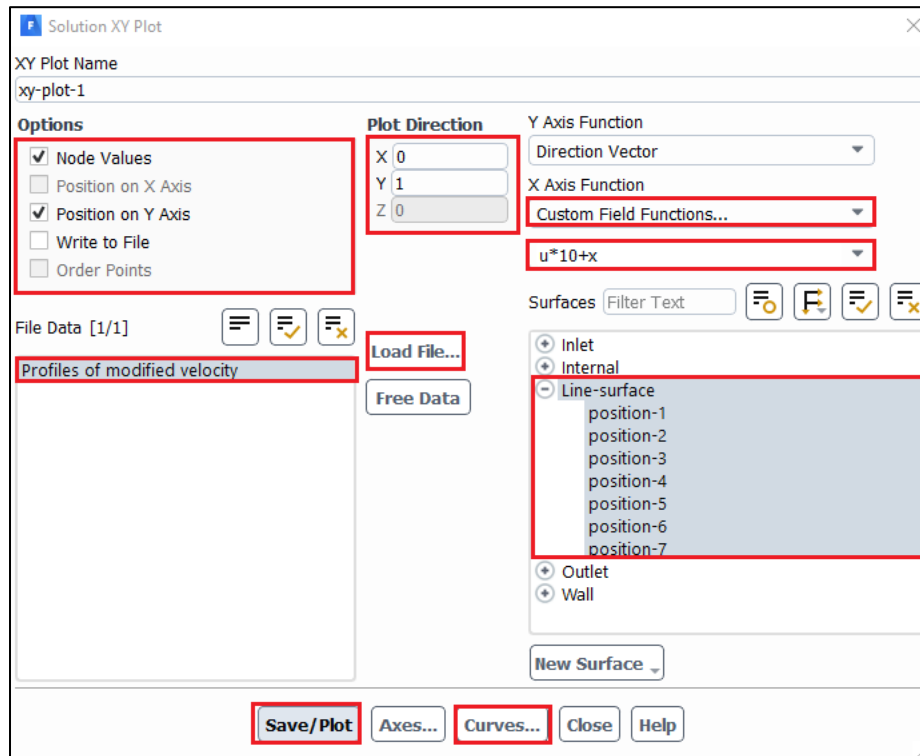 Solution XY Plot
XY Plot Name
xy-plot-1
Options
Node Values
Position on X Axis
Position on Y Axis
Write to File
Order Points
Plot Direction
X 0
Y 1
Z 0
Y Axis Function
Direction Vector
X Axis Function
Custom Field Functions...
u*10+x
File Data [1/1]
Profiles of modified velocity
Load File...
Free Data
Surfaces Filter Text
Inlet
Internal
Line-surface
position-1
position-2
position-3
position-4
position-5
position-6
position-7
Outlet
Wall
New Surface
Save/Plot Axes... Curves... Close Help